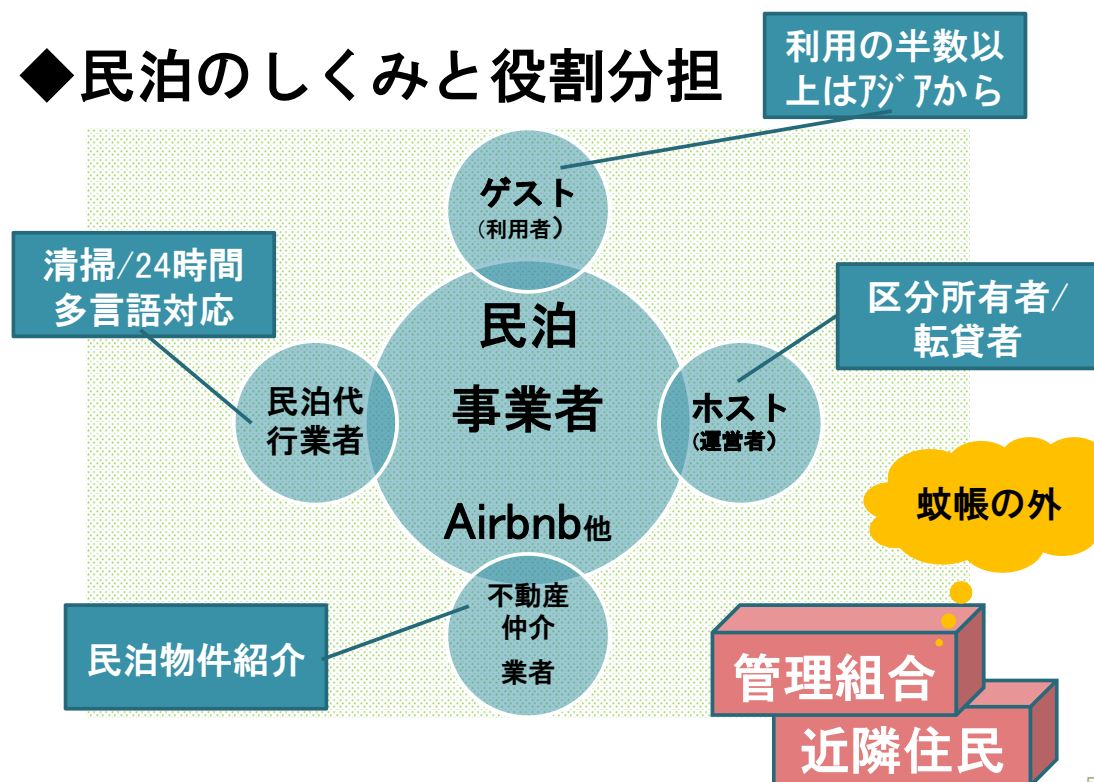 ◆民泊のしくみと役割分担
利用の半数以
上はｱｼﾞｱから
ゲスト
(利用者)
清掃/24時間
多言語対応
民泊
事業者
Airbnb他
区分所有者/
転貸者
民泊代
行業者
ホスト
(運営者)
蚊帳の外
不動産
仲介
業者
民泊物件紹介
管理組合
近隣住民
5